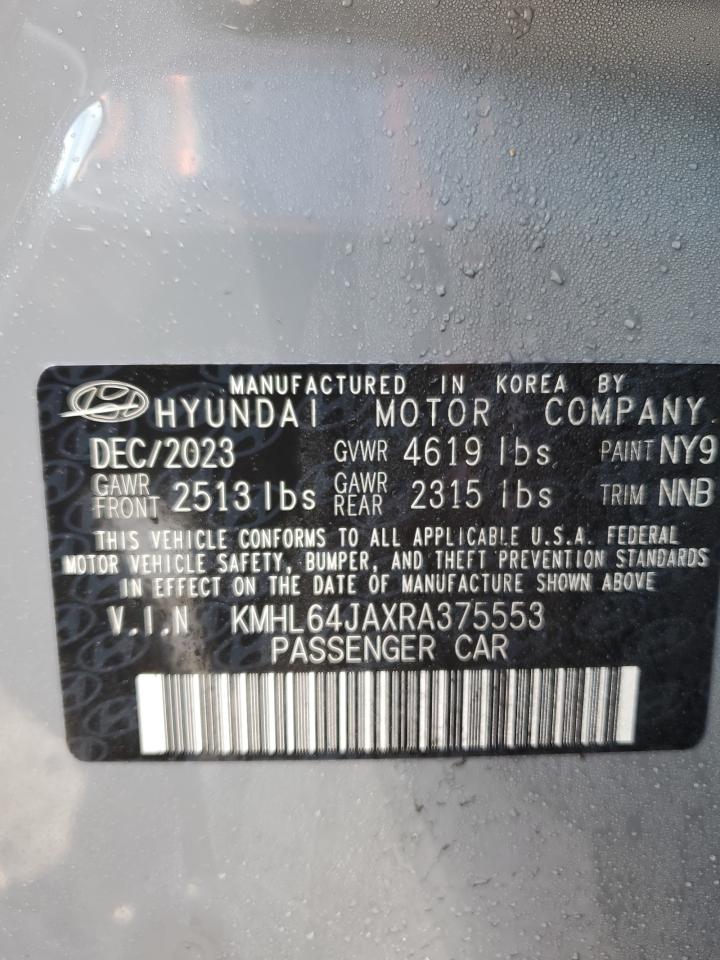 MANUFACTURED IN KOREA BY
HYUNDAI MOTOR COMPANY
DEC/2023 GVWR 4619 lbs PAINT NY9
GAWR FRONT 2513 lbs GAWR REAR 2315 lbs TRIM NNB
THIS VEHICLE CONFORMS TO ALL APPLICABLE U.S.A. FEDERAL
MOTOR VEHICLE SAFETY, BUMPER, AND THEFT PREVENTION STANDARDS
IN EFFECT ON THE DATE OF MANUFACTURE SHOWN ABOVE
V.I.N KMHL64JAXRA375553
PASSENGER CAR